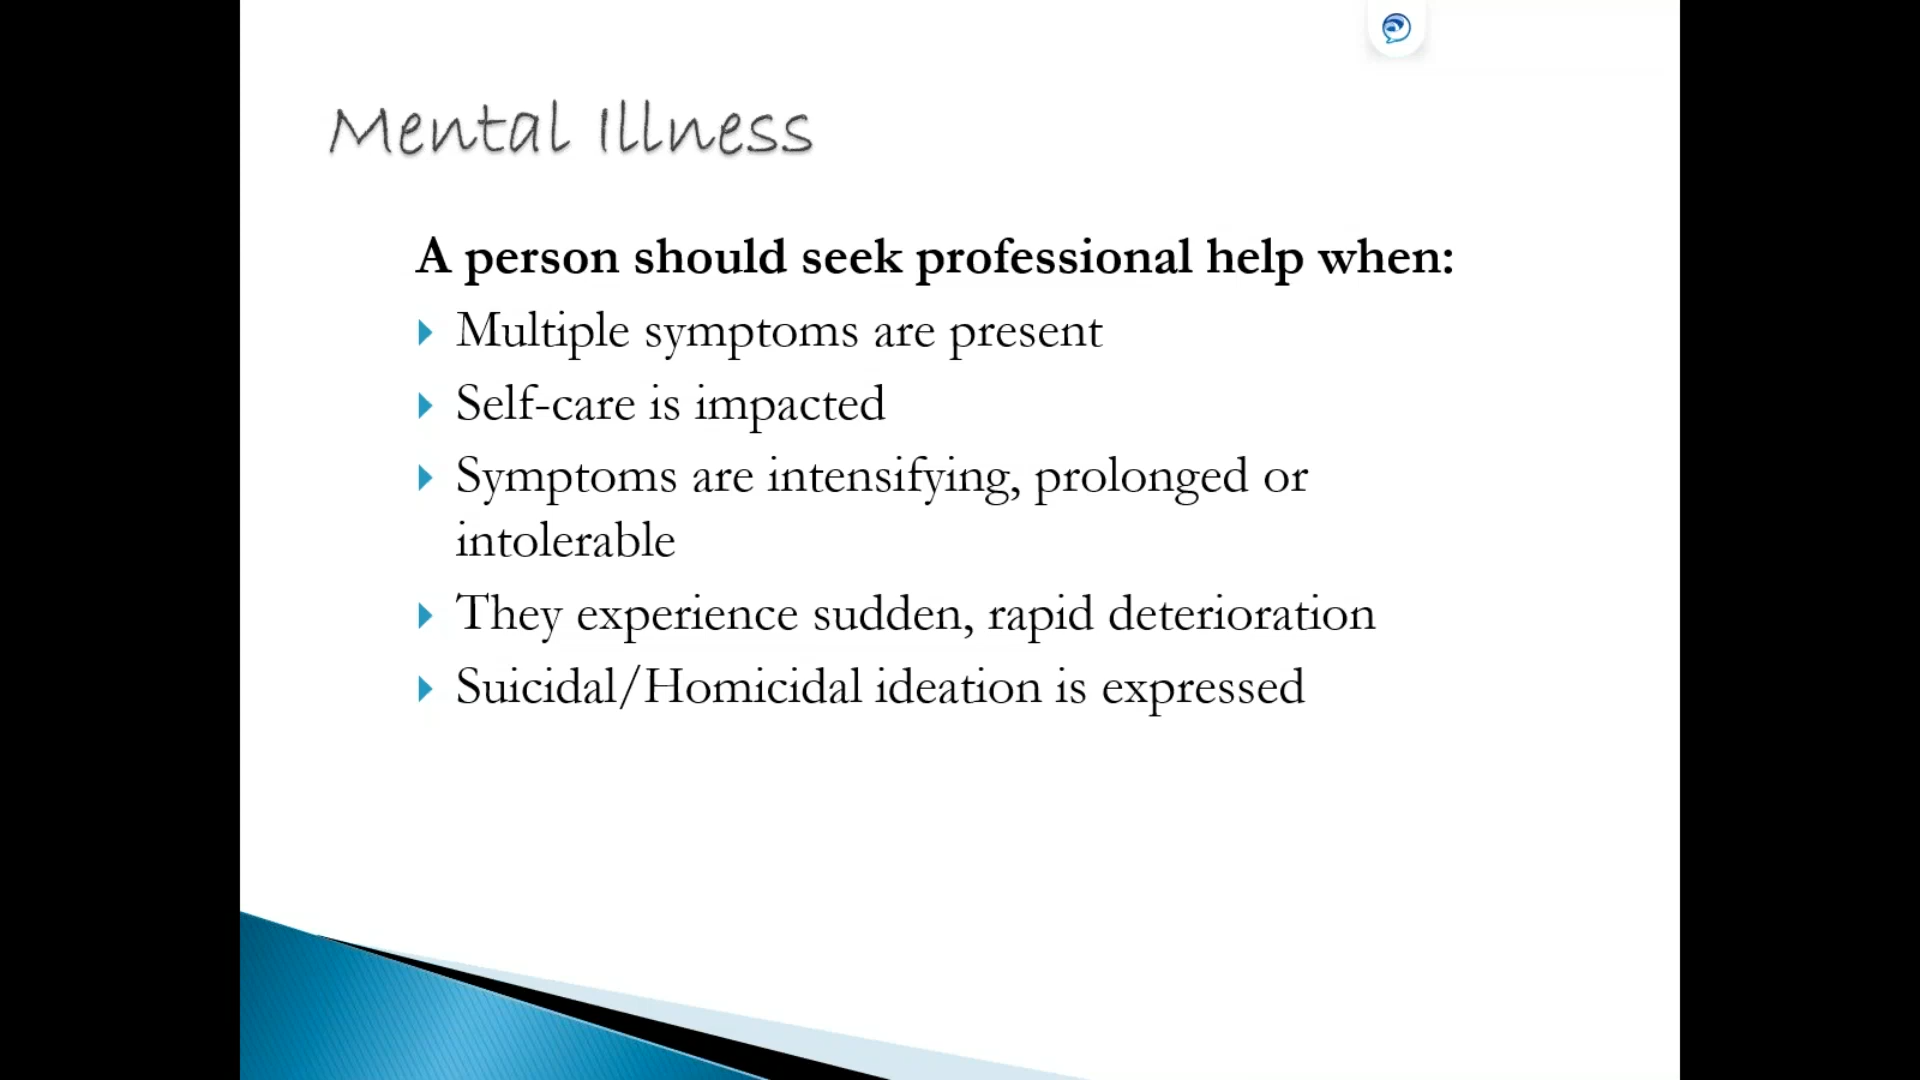 Mental Illness
A person should seek professional help when:
Multiple symptoms are present
Self-care is impacted
Symptoms are intensifying, prolonged or
intolerable
They experience sudden, rapid deterioration
Suicidal/Homicidal ideation is expressed